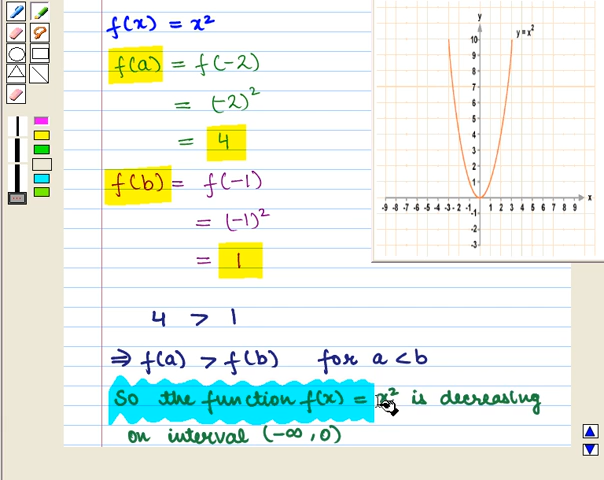 f(x) = x²
f(a) = f(-2)
= (-2)²
= 4
f(b) = f(-1)
= (-1)²
= 1
4 > 1
⇒ f(a) > f(b) for a < b
So the function f(x) = x² is decreasing
on interval (-∞, 0)
y
y = x²
10
9
8
7
6
5
4
3
2
1
-9 -8 -7 -6 -5 -4 -3 -2 -1 1 2 3 4 5 6 7 8 9 x
-1
-2
-3